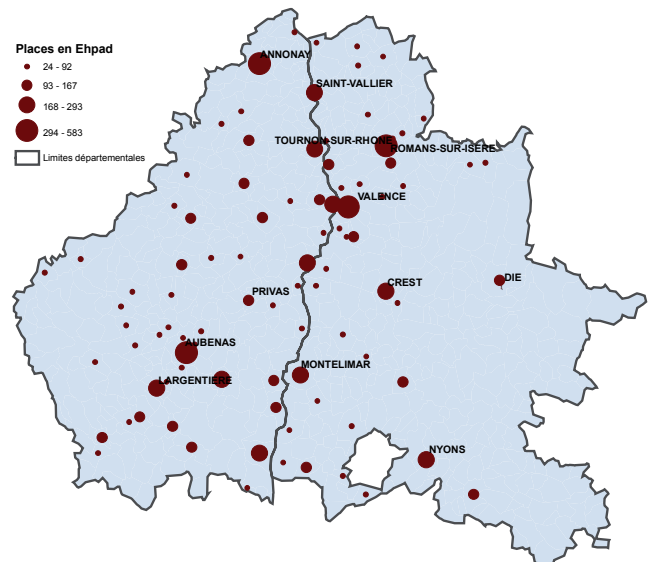 Places en Ehpad
24 - 92
93 - 167
168 - 293
294 - 583
Limites départementales
ANNONAY
SAINT-VALLIER
TOURNON-SUR-RHONE
ROMANS-SUR-ISERE
VALENCE
DIE
CREST
PRIVAS
AUBENAS
MONTELIMAR
LARGENTIERE
NYONS